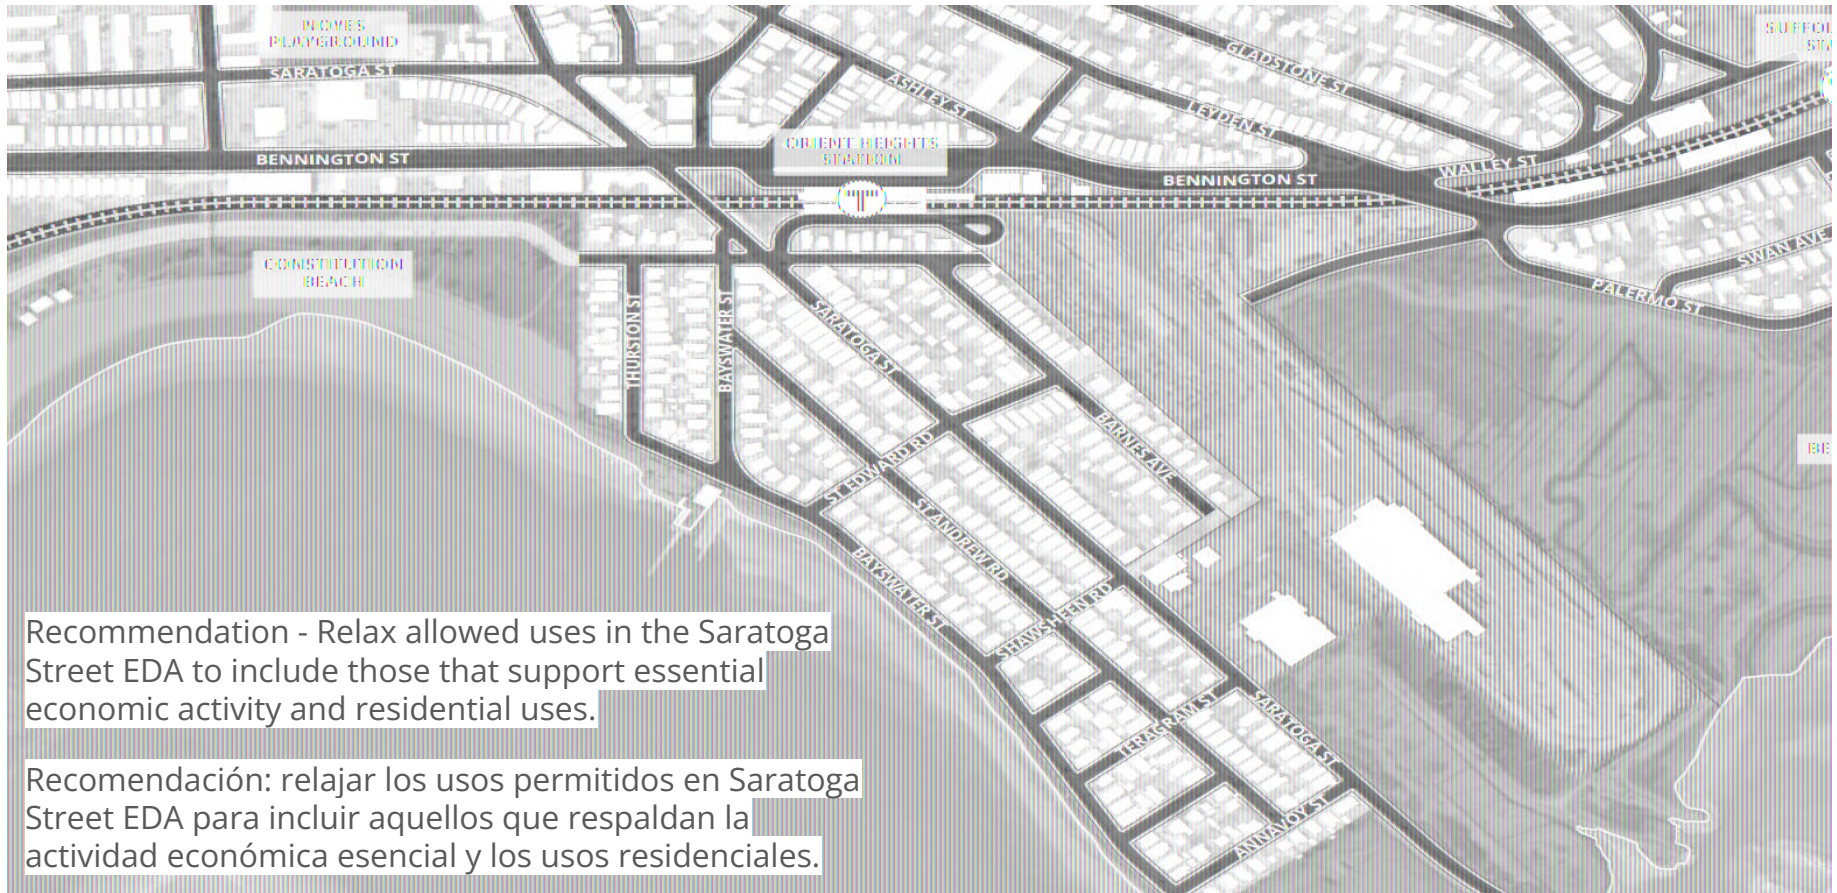 NOYES
PLAYGROUND
SARATOGA ST
BENNINGTON ST
CONSTITUTION
BEACH
ASHLEY ST
ORIENT HEIGHTS
STATION
T
GLADSTONE ST
LEYDEN ST
BENNINGTON ST
WALLEY ST
SWAN AVE
PALERMO ST
THURSTON ST
BAYSWATER ST
SARATOGA ST
BARNES AVE
ST EDWARD RD
ST ANDREW RD
BAYSWATER ST
SHAWSHEEN RD
TERAGRAM ST
SARATOGA ST
ANNAVOY ST
Recommendation - Relax allowed uses in the Saratoga
Street EDA to include those that support essential
economic activity and residential uses.
Recomendación: relajar los usos permitidos en Saratoga
Street EDA para incluir aquellos que respaldan la
actividad económica esencial y los usos residenciales.